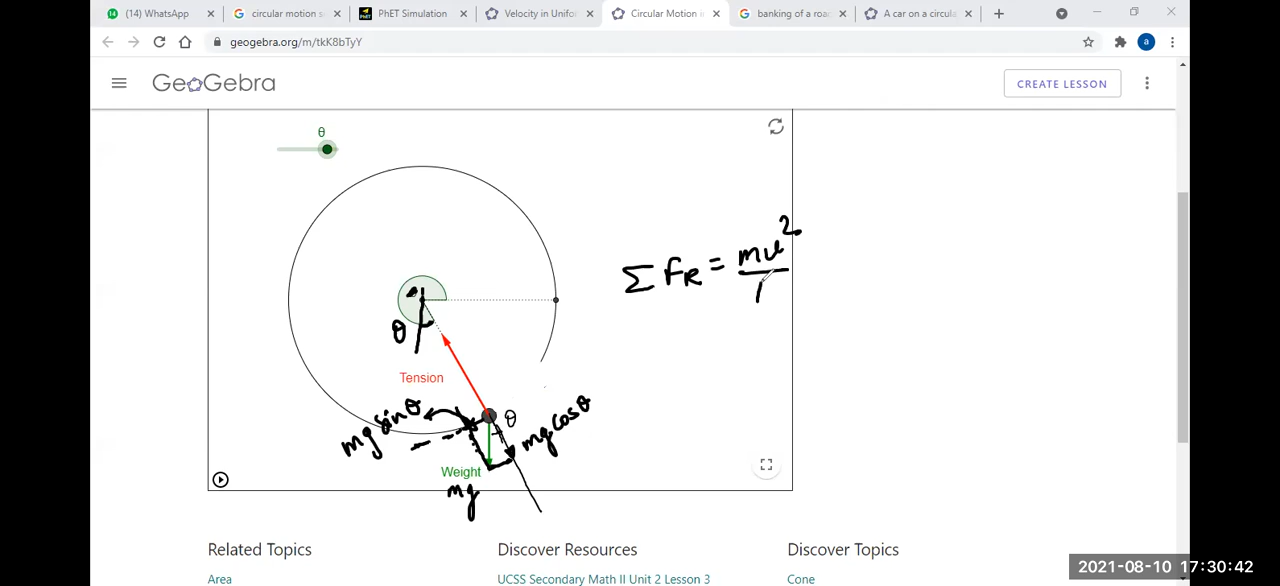 (14) WhatsApp
circular motion s
PhET Simulation
Velocity in Unifor
Circular Motion i
banking of a roa
A car on a circula
geogebra.org/m/tkK8bTyY
GeoGebra
CREATE LESSON
θ
Σ FR = mv²/r
θ
Tension
mg sinθ
θ
mg cosθ
Weight
mg
Related Topics
Discover Resources
Discover Topics
Area
UCSS Secondary Math II Unit 2 Lesson 3
Cone
2021-08-10 17:30:42